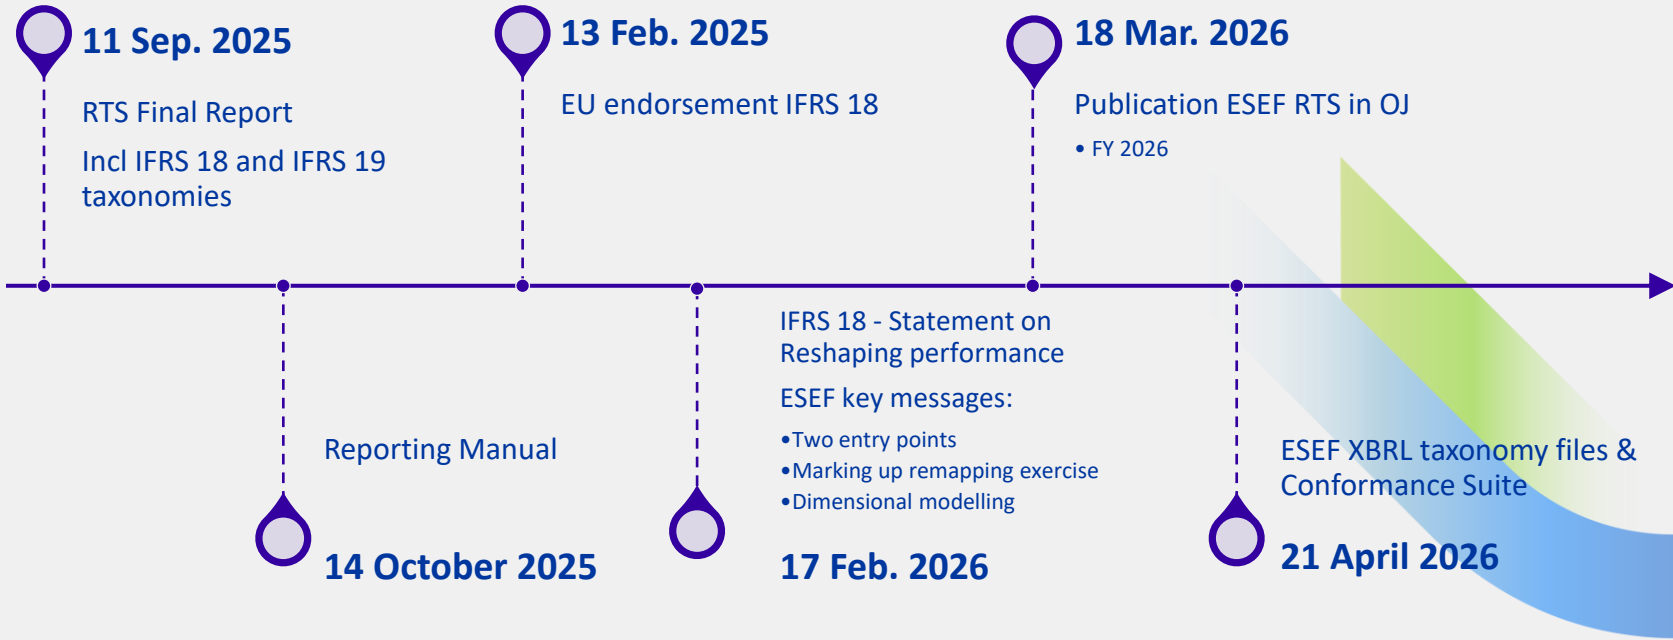 11 Sep. 2025
RTS Final Report
Incl IFRS 18 and IFRS 19
taxonomies
14 October 2025
Reporting Manual
13 Feb. 2025
EU endorsement IFRS 18
IFRS 18 - Statement on
Reshaping performance
ESEF key messages:
•Two entry points
•Marking up remapping exercise
•Dimensional modelling
17 Feb. 2026
18 Mar. 2026
Publication ESEF RTS in OJ
• FY 2026
ESEF XBRL taxonomy files &
Conformance Suite
21 April 2026